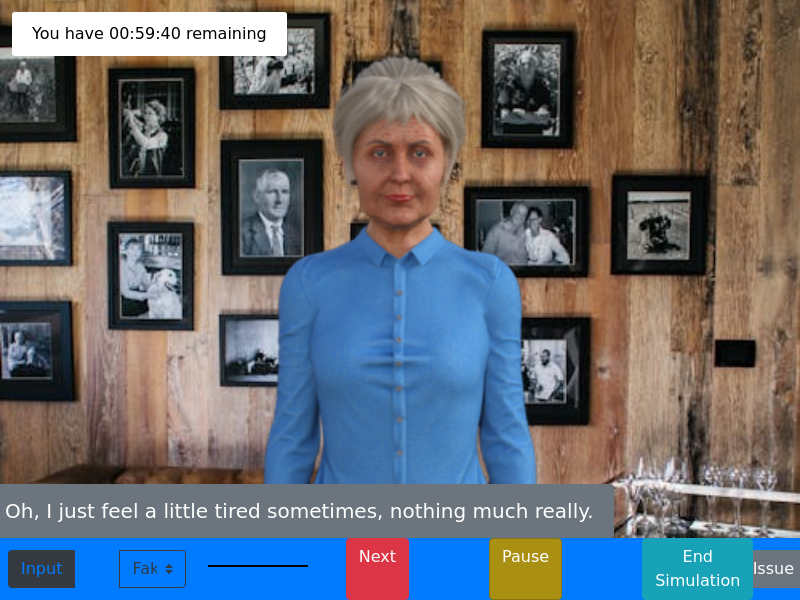 You have 00:59:40 remaining
Oh, I just feel a little tired sometimes, nothing much really.
Input
Fak
Next
Pause
End
Simulation
Issue